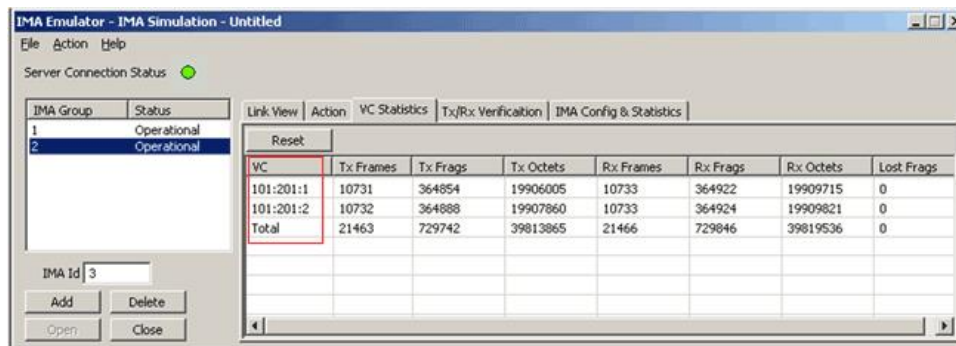 IMA Emulator - IMA Simulation - Untitled
File Action Help
Server Connection Status
IMA Group Status
1 Operational
2 Operational
IMA Id 3
Add Delete
Open Close
Link View Action VC Statistics Tx/Rx Verificaition IMA Config & Statistics
Reset
VC Tx Frames Tx Frags Tx Octets Rx Frames Rx Frags Rx Octets Lost Frags
101:201:1 10731 364854 19906005 10733 364922 19909715 0
101:201:2 10732 364888 19907860 10733 364924 19909821 0
Total 21463 729742 39813865 21466 729846 39819536 0